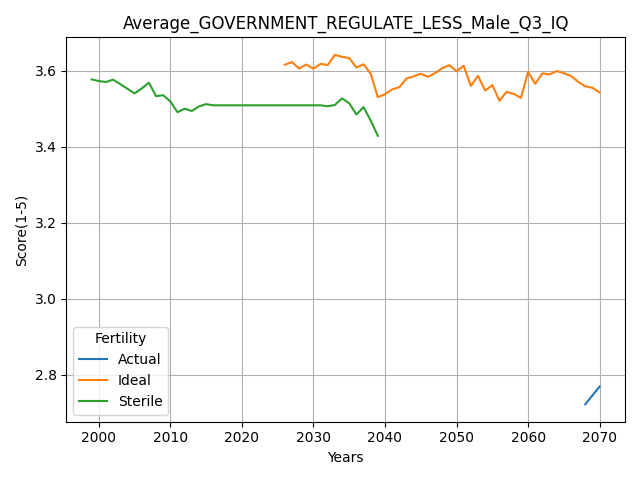 Average_GOVERNMENT_REGULATE_LESS_Male_Q3_IQ
Score(1-5)
3.6
3.4
3.2
3.0
2.8
Fertility
Actual
Ideal
Sterile
2000 2010 2020 2030 2040 2050 2060 2070
Years